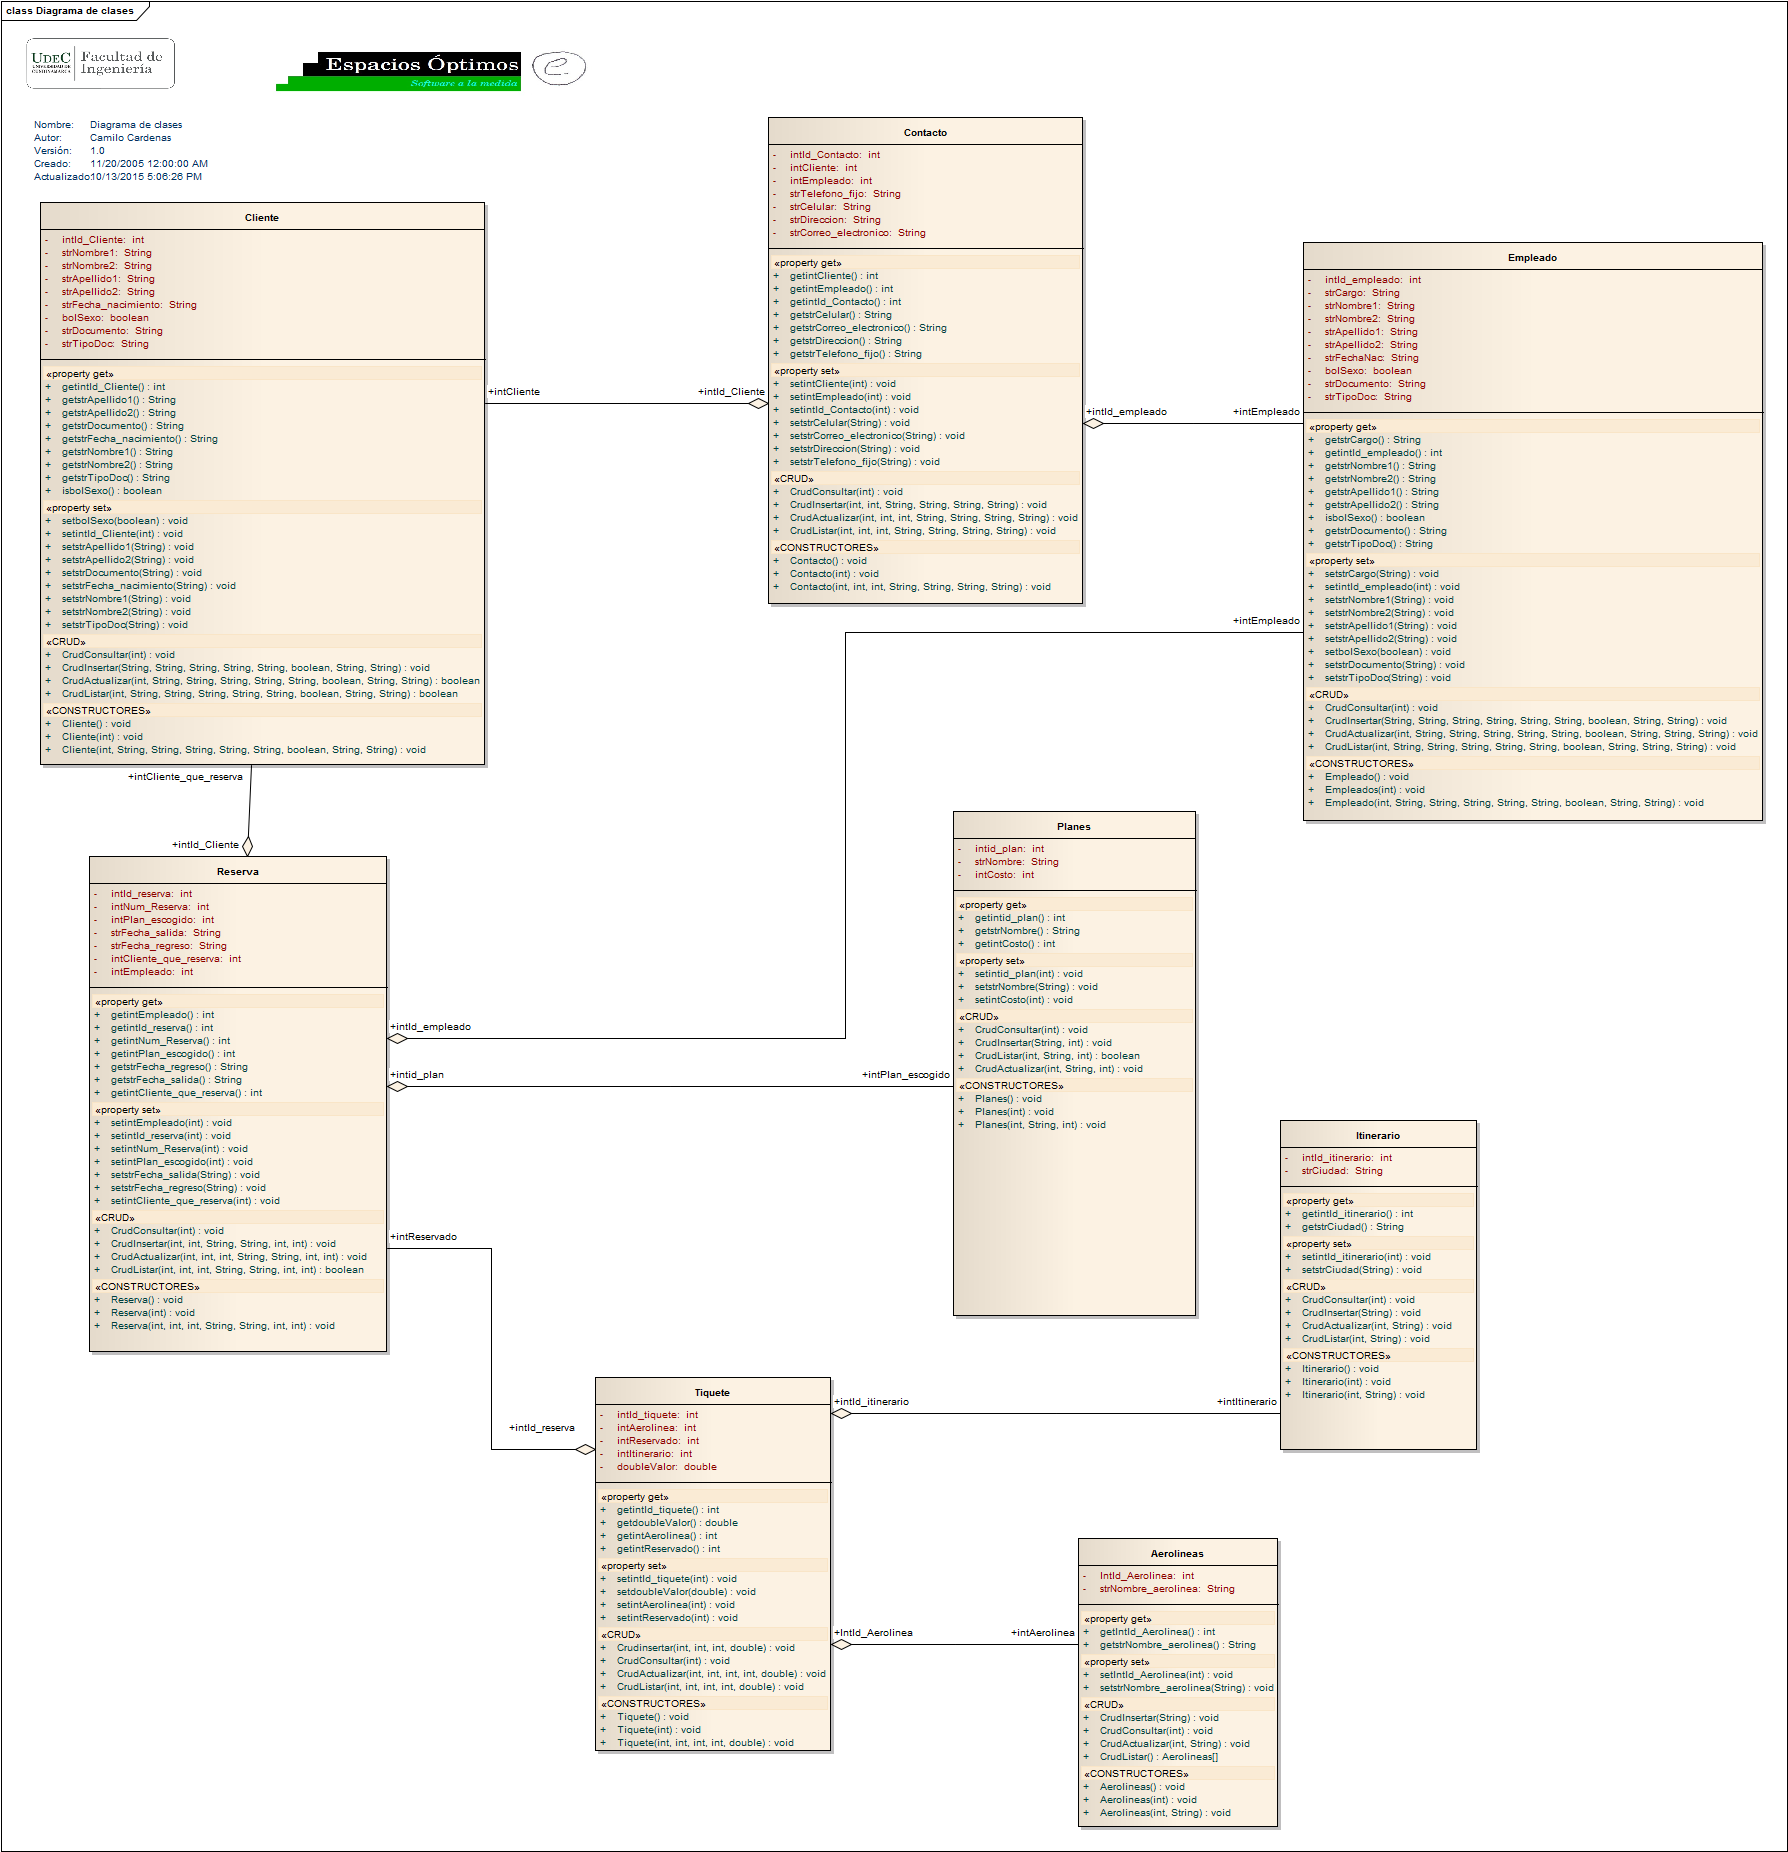 class Diagrama de clases
UDEC
UNIVERSIDAD DE
CUNDINAMARCA
Facultad de
Ingeniería
Espacios Óptimos
Software a la medida
e
Nombre: Diagrama de clases
Autor: Camilo Cardenas
Versión: 1.0
Creado: 11/20/2005 12:00:00 AM
Actualizado:10/13/2015 5:06:26 PM
Cliente
- intId_Cliente: int
- strNombre1: String
- strNombre2: String
- strApellido1: String
- strApellido2: String
- strFecha_nacimiento: String
- bolSexo: boolean
- strDocumento: String
- strTipoDoc: String
«property get»
+ getintId_Cliente() : int
+ getstrApellido1() : String
+ getstrApellido2() : String
+ getstrDocumento() : String
+ getstrFecha_nacimiento() : String
+ getstrNombre1() : String
+ getstrNombre2() : String
+ getstrTipoDoc() : String
+ isbolSexo() : boolean
«property set»
+ setbolSexo(boolean) : void
+ setintId_Cliente(int) : void
+ setstrApellido1(String) : void
+ setstrApellido2(String) : void
+ setstrDocumento(String) : void
+ setstrFecha_nacimiento(String) : void
+ setstrNombre1(String) : void
+ setstrNombre2(String) : void
+ setstrTipoDoc(String) : void
«CRUD»
+ CrudConsultar(int) : void
+ CrudInsertar(String, String, String, String, String, boolean, String, String) : void
+ CrudActualizar(int, String, String, String, String, String, boolean, String, String) : boolean
+ CrudListar(int, String, String, String, String, String, boolean, String, String) : boolean
«CONSTRUCTORES»
+ Cliente() : void
+ Cliente(int) : void
+ Cliente(int, String, String, String, String, String, boolean, String, String) : void
+intCliente
+intId_Cliente
Contacto
- intId_Contacto: int
- intCliente: int
- intEmpleado: int
- strTelefono_fijo: String
- strCelular: String
- strDireccion: String
- strCorreo_electronico: String
«property get»
+ getintCliente() : int
+ getintEmpleado() : int
+ getintId_Contacto() : int
+ getstrCelular() : String
+ getstrCorreo_electronico() : String
+ getstrDireccion() : String
+ getstrTelefono_fijo() : String
«property set»
+ setintCliente(int) : void
+ setintEmpleado(int) : void
+ setintId_Contacto(int) : void
+ setstrCelular(String) : void
+ setstrCorreo_electronico(String) : void
+ setstrDireccion(String) : void
+ setstrTelefono_fijo(String) : void
«CRUD»
+ CrudConsultar(int) : void
+ CrudInsertar(int, int, String, String, String, String) : void
+ CrudActualizar(int, int, int, String, String, String, String) : void
+ CrudListar(int, int, int, String, String, String, String) : void
«CONSTRUCTORES»
+ Contacto() : void
+ Contacto(int) : void
+ Contacto(int, int, int, String, String, String, String) : void
+intId_empleado
+intEmpleado
+intEmpleado
Empleado
- intId_empleado: int
- strCargo: String
- strNombre1: String
- strNombre2: String
- strApellido1: String
- strApellido2: String
- strFechaNac: String
- bolSexo: boolean
- strDocumento: String
- strTipoDoc: String
«property get»
+ getstrCargo() : String
+ getintId_empleado() : int
+ getstrNombre1() : String
+ getstrNombre2() : String
+ getstrApellido1() : String
+ getstrApellido2() : String
+ isbolSexo() : boolean
+ getstrDocumento() : String
+ getstrTipoDoc() : String
«property set»
+ setstrCargo(String) : void
+ setintId_empleado(int) : void
+ setstrNombre1(String) : void
+ setstrNombre2(String) : void
+ setstrApellido1(String) : void
+ setstrApellido2(String) : void
+ setbolSexo(boolean) : void
+ setstrDocumento(String) : void
+ setstrTipoDoc(String) : void
«CRUD»
+ CrudConsultar(int) : void
+ CrudInsertar(String, String, String, String, String, String, boolean, String, String) : void
+ CrudActualizar(int, String, String, String, String, String, boolean, String, String, String) : void
+ CrudListar(int, String, String, String, String, String, boolean, String, String, String) : void
«CONSTRUCTORES»
+ Empleado() : void
+ Empleados(int) : void
+ Empleado(int, String, String, String, String, String, boolean, String, String) : void
+intCliente_que_reserva
+intId_Cliente
Reserva
- intId_reserva: int
- intNum_Reserva: int
- intPlan_escogido: int
- strFecha_salida: String
- strFecha_regreso: String
- intCliente_que_reserva: int
- intEmpleado: int
«property get»
+ getintEmpleado() : int
+ getintId_reserva() : int
+ getintNum_Reserva() : int
+ getintPlan_escogido() : int
+ getstrFecha_regreso() : String
+ getstrFecha_salida() : String
+ getintCliente_que_reserva() : int
«property set»
+ setintEmpleado(int) : void
+ setintId_reserva(int) : void
+ setintNum_Reserva(int) : void
+ setintPlan_escogido(int) : void
+ setstrFecha_salida(String) : void
+ setstrFecha_regreso(String) : void
+ setintCliente_que_reserva(int) : void
«CRUD»
+ CrudConsultar(int) : void
+ CrudInsertar(int, int, String, String, int, int) : void
+ CrudActualizar(int, int, int, String, String, int, int) : void
+ CrudListar(int, int, int, String, String, int, int) : boolean
«CONSTRUCTORES»
+ Reserva() : void
+ Reserva(int) : void
+ Reserva(int, int, int, String, String, int, int) : void
+intId_empleado
+intid_plan
+intPlan_escogido
+intReservado
+intId_reserva
Planes
- intid_plan: int
- strNombre: String
- intCosto: int
«property get»
+ getintid_plan() : int
+ getstrNombre() : String
+ getintCosto() : int
«property set»
+ setintid_plan(int) : void
+ setstrNombre(String) : void
+ setintCosto(int) : void
«CRUD»
+ CrudConsultar(int) : void
+ CrudInsertar(String, int) : void
+ CrudListar(int, String, int) : boolean
+ CrudActualizar(int, String, int) : void
«CONSTRUCTORES»
+ Planes() : void
+ Planes(int) : void
+ Planes(int, String, int) : void
Itinerario
- intId_itinerario: int
- strCiudad: String
«property get»
+ getintId_itinerario() : int
+ getstrCiudad() : String
«property set»
+ setintId_itinerario(int) : void
+ setstrCiudad(String) : void
«CRUD»
+ CrudConsultar(int) : void
+ CrudInsertar(String) : void
+ CrudActualizar(int, String) : void
+ CrudListar(int, String) : void
«CONSTRUCTORES»
+ Itinerario() : void
+ Itinerario(int) : void
+ Itinerario(int, String) : void
Tiquete
- intId_tiquete: int
- intAerolinea: int
- intReservado: int
- intItinerario: int
- doubleValor: double
«property get»
+ getintId_tiquete() : int
+ getdoubleValor() : double
+ getintAerolinea() : int
+ getintReservado() : int
«property set»
+ setintId_tiquete(int) : void
+ setdoubleValor(double) : void
+ setintAerolinea(int) : void
+ setintReservado(int) : void
«CRUD»
+ Crudinsertar(int, int, int, double) : void
+ CrudConsultar(int) : void
+ CrudActualizar(int, int, int, int, double) : void
+ CrudListar(int, int, int, int, double) : void
«CONSTRUCTORES»
+ Tiquete() : void
+ Tiquete(int) : void
+ Tiquete(int, int, int, int, double) : void
+intId_itinerario
+intItinerario
+IntId_Aerolinea
+intAerolinea
Aerolineas
- IntId_Aerolinea: int
- strNombre_aerolinea: String
«property get»
+ getIntId_Aerolinea() : int
+ getstrNombre_aerolinea() : String
«property set»
+ setIntId_Aerolinea(int) : void
+ setstrNombre_aerolinea(String) : void
«CRUD»
+ CrudInsertar(String) : void
+ CrudConsultar(int) : void
+ CrudActualizar(int, String) : void
+ CrudListar() : Aerolineas[]
«CONSTRUCTORES»
+ Aerolineas() : void
+ Aerolineas(int) : void
+ Aerolineas(int, String) : void